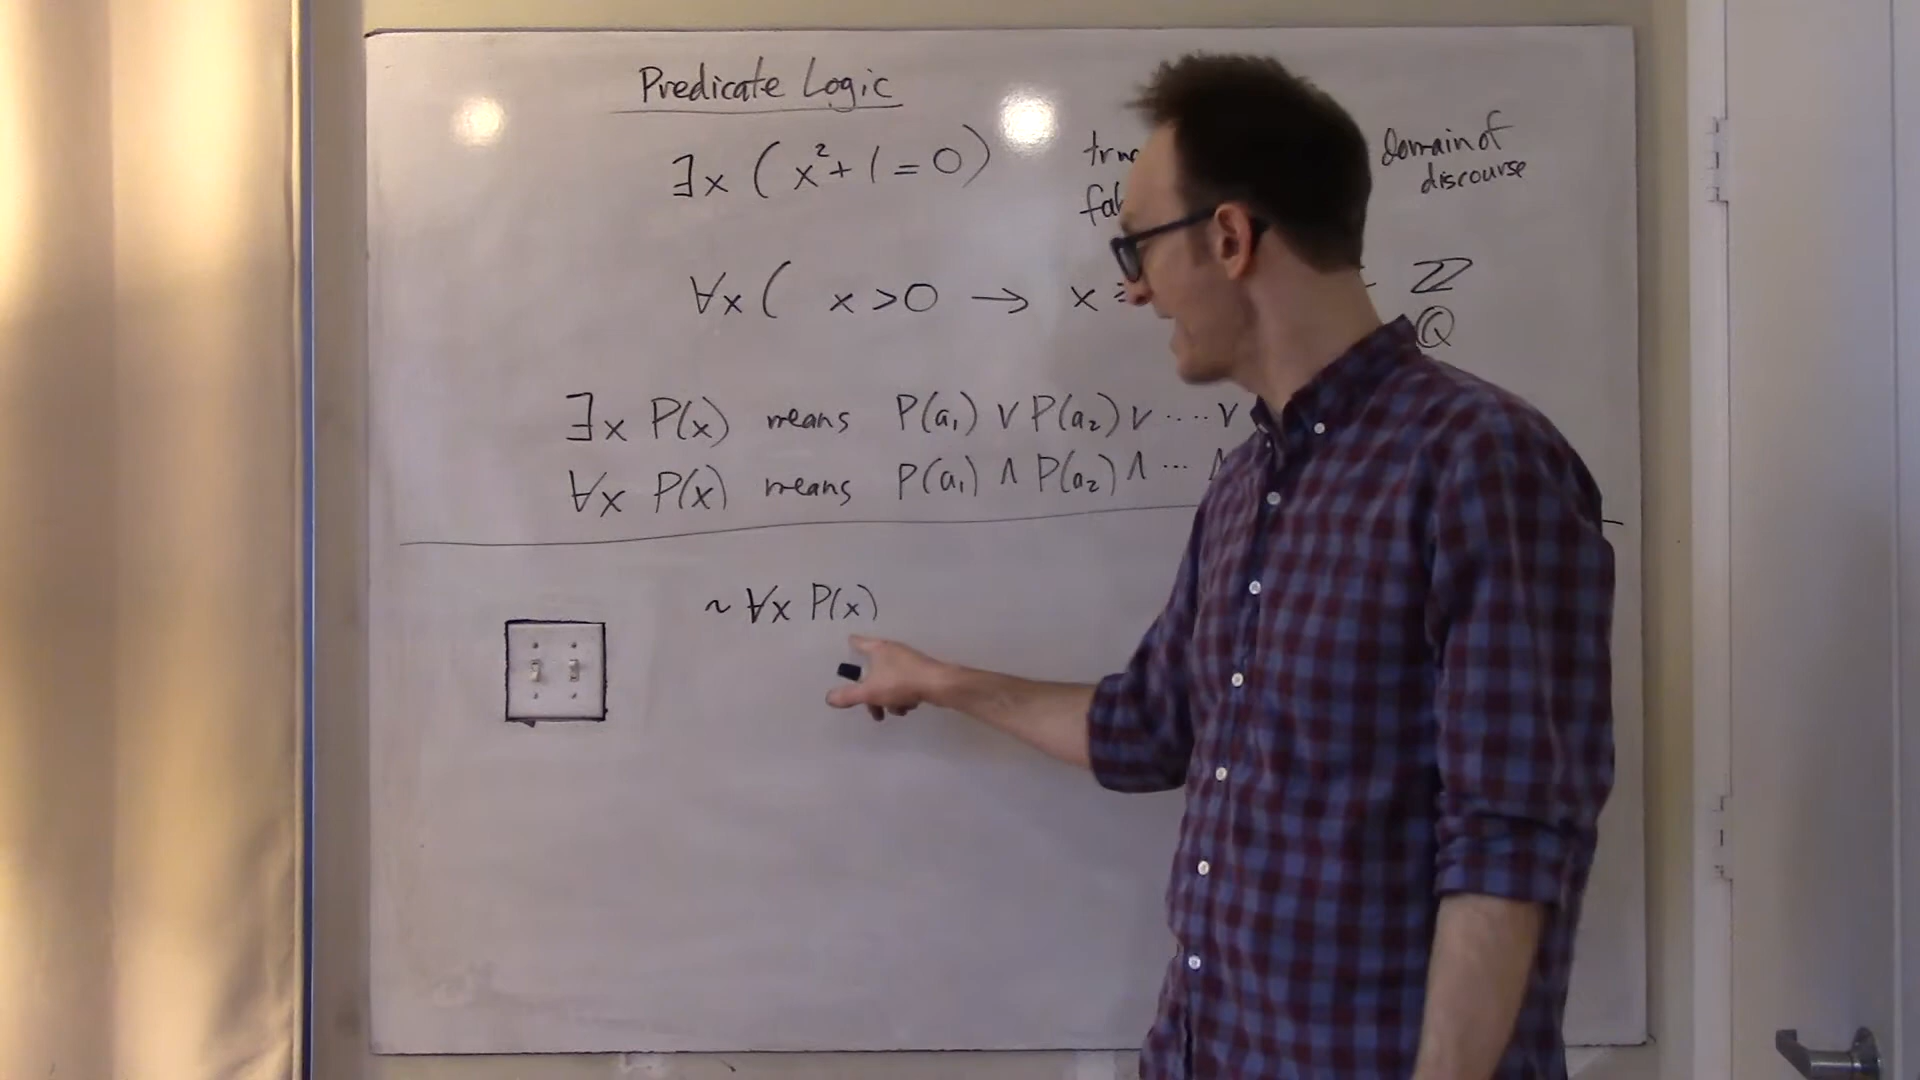 Predicate Logic
∃x (x²+1=0)
domain of discourse
∀x ( x>0 → x
ℤ
ℚ
∃x P(x) means P(a₁) ∨ P(a₂) ∨ ···· ∨
∀x P(x) means P(a₁) ∧ P(a₂) ∧ ··· ∧
~ ∀x P(x)